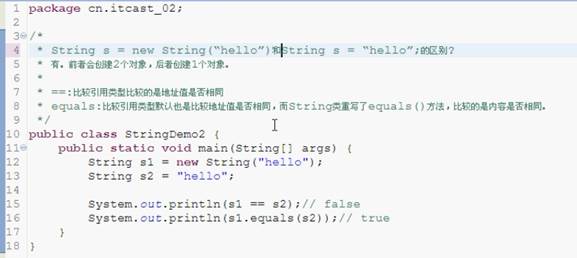 1 package cn.itcast_02;
2
3 /*
4  * String s = new String(“hello”)和String s = “hello”;的区别?
5  * 有。前者会创建2个对象，后者创建1个对象。
6  *
7  * ==:比较引用类型比较的是地址值是否相同
8  * equals:比较引用类型默认也是比较地址值是否相同，而String类重写了equals()方法，比较的是内容是否相同。
9  */
10 public class StringDemo2 {
11     public static void main(String[] args) {
12         String s1 = new String("hello");
13         String s2 = "hello";
14
15         System.out.println(s1 == s2);// false
16         System.out.println(s1.equals(s2));// true
17     }
18 }